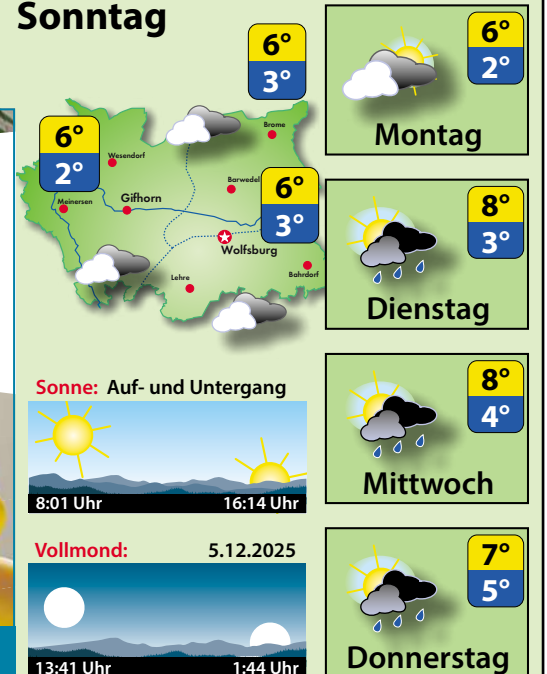 Sonntag
6°
3°
6°
2°
6°
3°
Brome
Wesendorf
Barwedel
Meinersen
Gifhorn
Wolfsburg
Lehre
Bahrdorf
Sonne: Auf- und Untergang
8:01 Uhr 16:14 Uhr
Vollmond: 5.12.2025
13:41 Uhr 1:44 Uhr
6°
2°
Montag
8°
3°
Dienstag
8°
4°
Mittwoch
7°
5°
Donnerstag